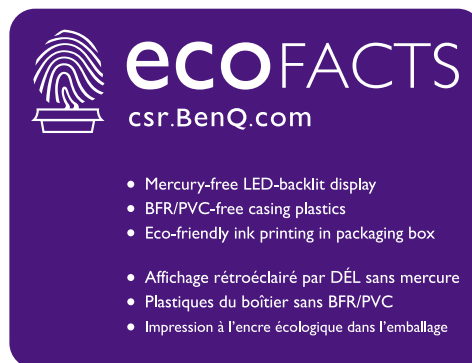 ecoFACTS
csr.BenQ.com
• Mercury-free LED-backlit display
• BFR/PVC-free casing plastics
• Eco-friendly ink printing in packaging box
• Affichage rétroéclairé par DÉL sans mercure
• Plastiques du boîtier sans BFR/PVC
• Impression à l'encre écologique dans l'emballage